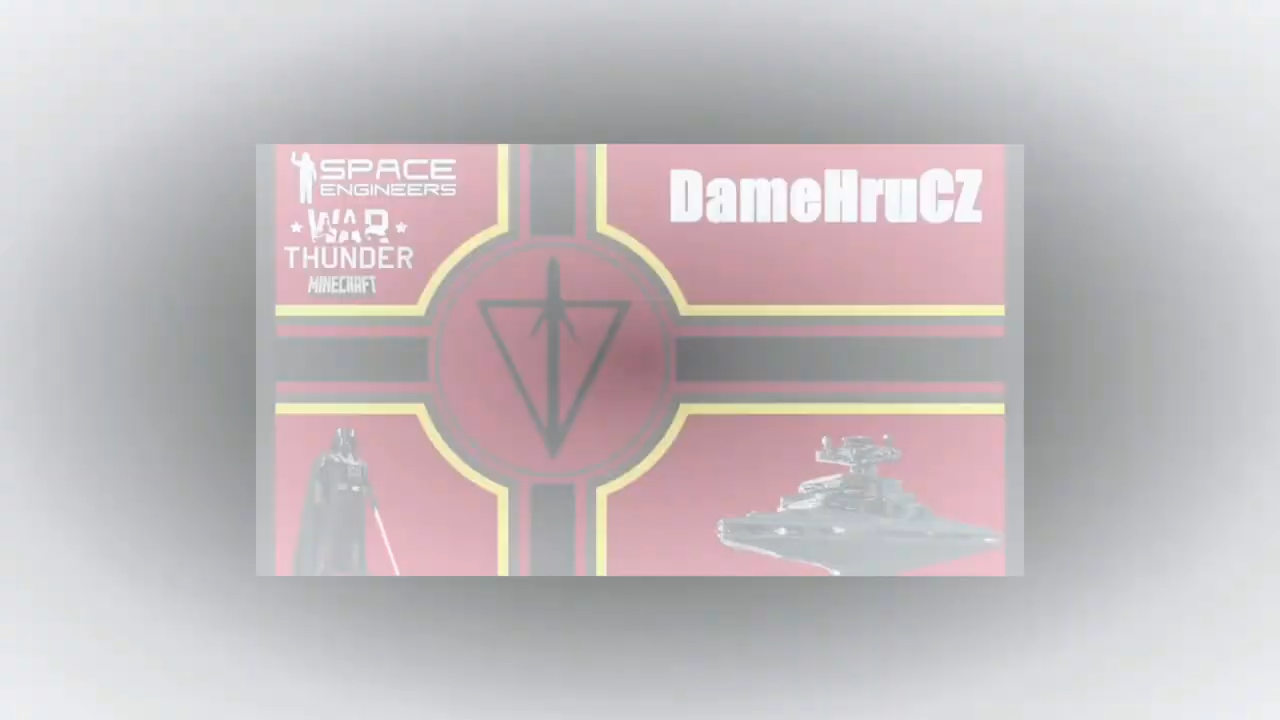 SPACE
ENGINEERS
WAR
THUNDER
MINECRAFT
DameHruCZ